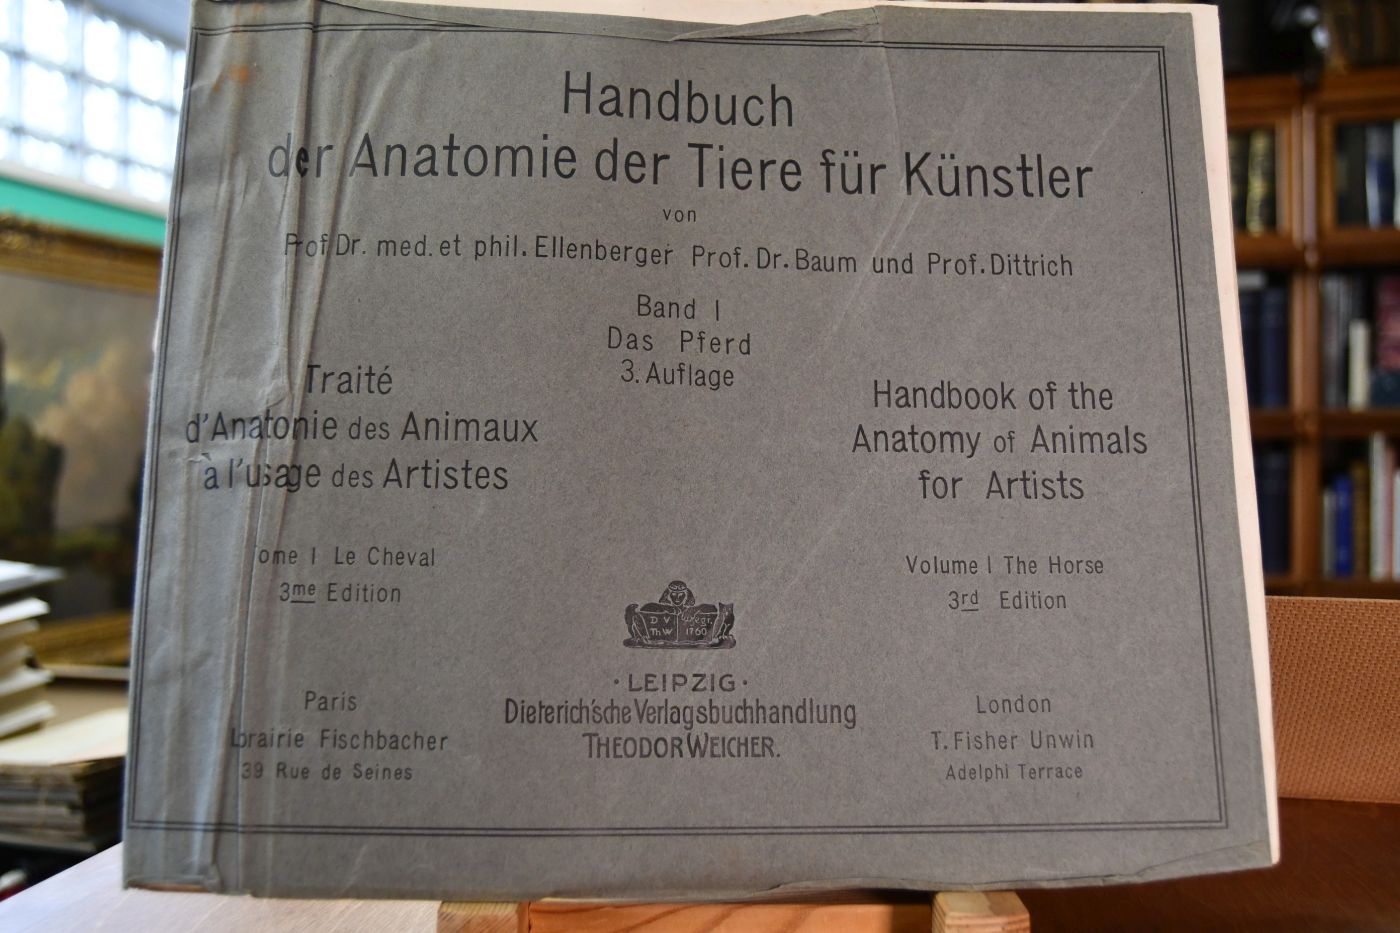 Handbuch
der Anatomie der Tiere für Künstler
von
Prof Dr. med. et phil. Ellenberger Prof. Dr. Baum und Prof. Dittrich
Band I
Das Pferd
3. Auflage
Traité
d'Anatonie des Animaux
à l'usage des Artistes
Tome I Le Cheval
3me Edition
Handbook of the
Anatomy of Animals
for Artists
Volume I The Horse
3rd Edition
D V
Th W 1760
Paris
Librairie Fischbacher
39 Rue de Seines
· LEIPZIG ·
Dieterich'sche Verlagsbuchhandlung
THEODOR WEICHER.
London
T. Fisher Unwin
Adelphi Terrace